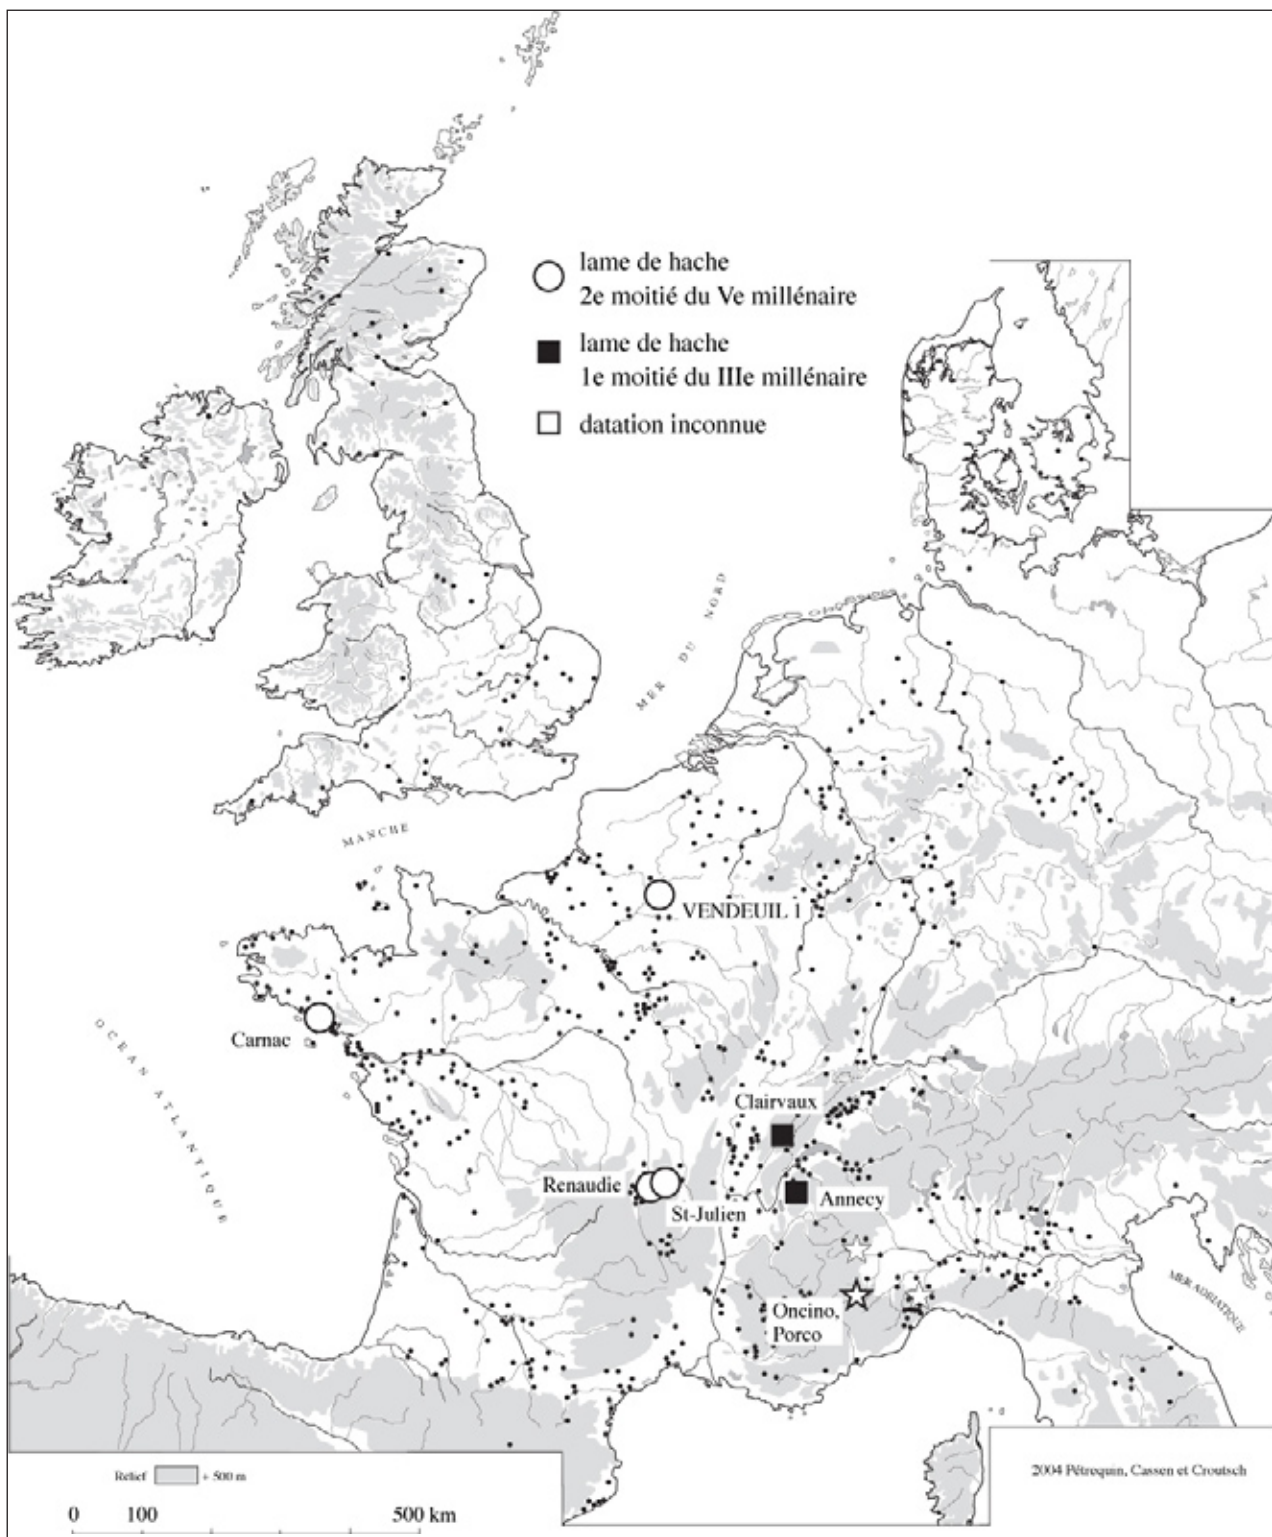 lame de hache
2e moitié du Ve millénaire
lame de hache
1e moitié du IIIe millénaire
datation inconnue
MER DU NORD
MANCHE
VENDEUIL 1
Carnac
OCEAN ATLANTIQUE
Clairvaux
Renaudie
St-Julien
Annecy
Oncino,
Porco
MER ADRIATIQUE
Relief + 500 m
2004 Pétrequin, Cassen et Croutsch
0 100 500 km